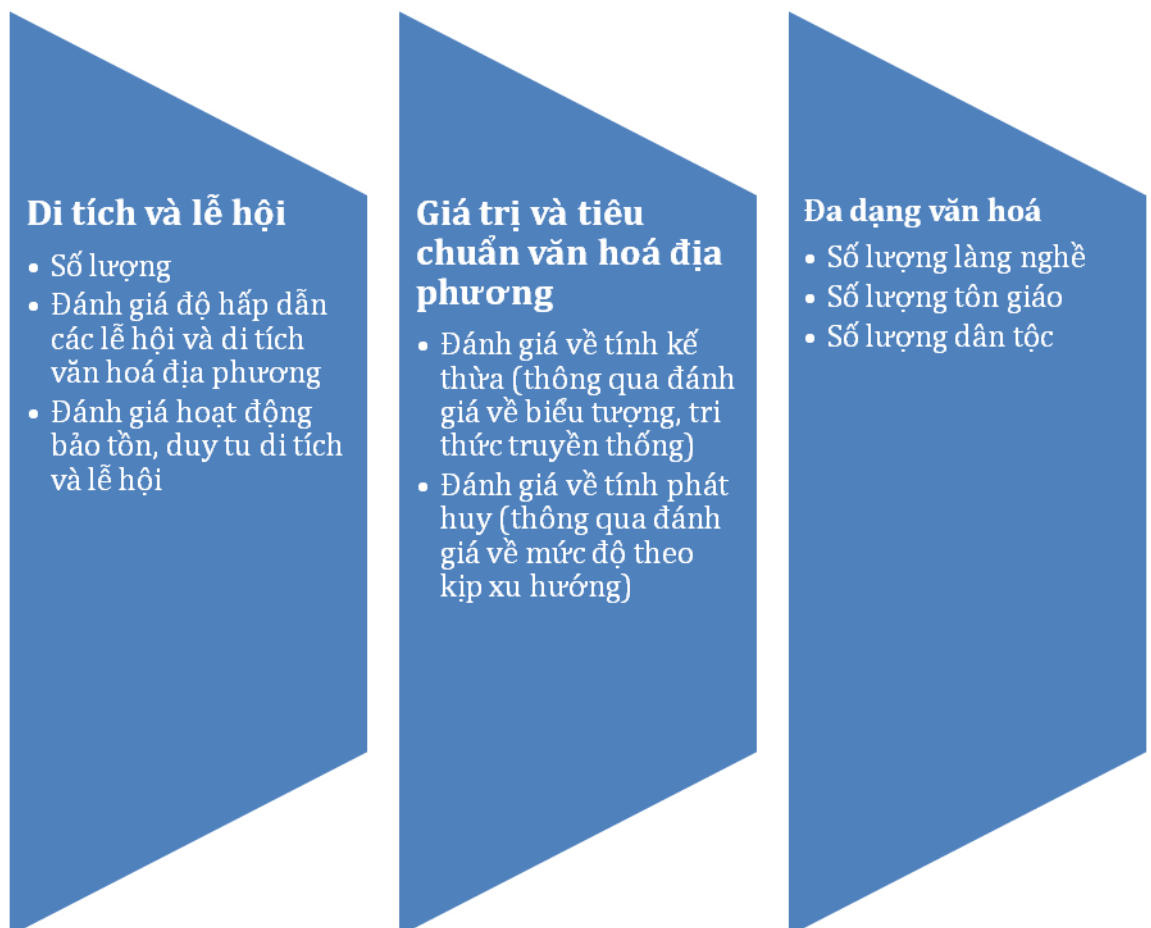 Di tích và lễ hội
• Số lượng
• Đánh giá độ hấp dẫn
các lễ hội và di tích
văn hoá địa phương
• Đánh giá hoạt động
bảo tồn, duy tu di tích
và lễ hội
Giá trị và tiêu
chuẩn văn hoá địa
phương
• Đánh giá về tính kế
thừa (thông qua đánh
giá về biểu tượng, tri
thức truyền thống)
• Đánh giá về tính phát
huy (thông qua đánh
giá về mức độ theo
kịp xu hướng)
Đa dạng văn hoá
• Số lượng làng nghề
• Số lượng tôn giáo
• Số lượng dân tộc